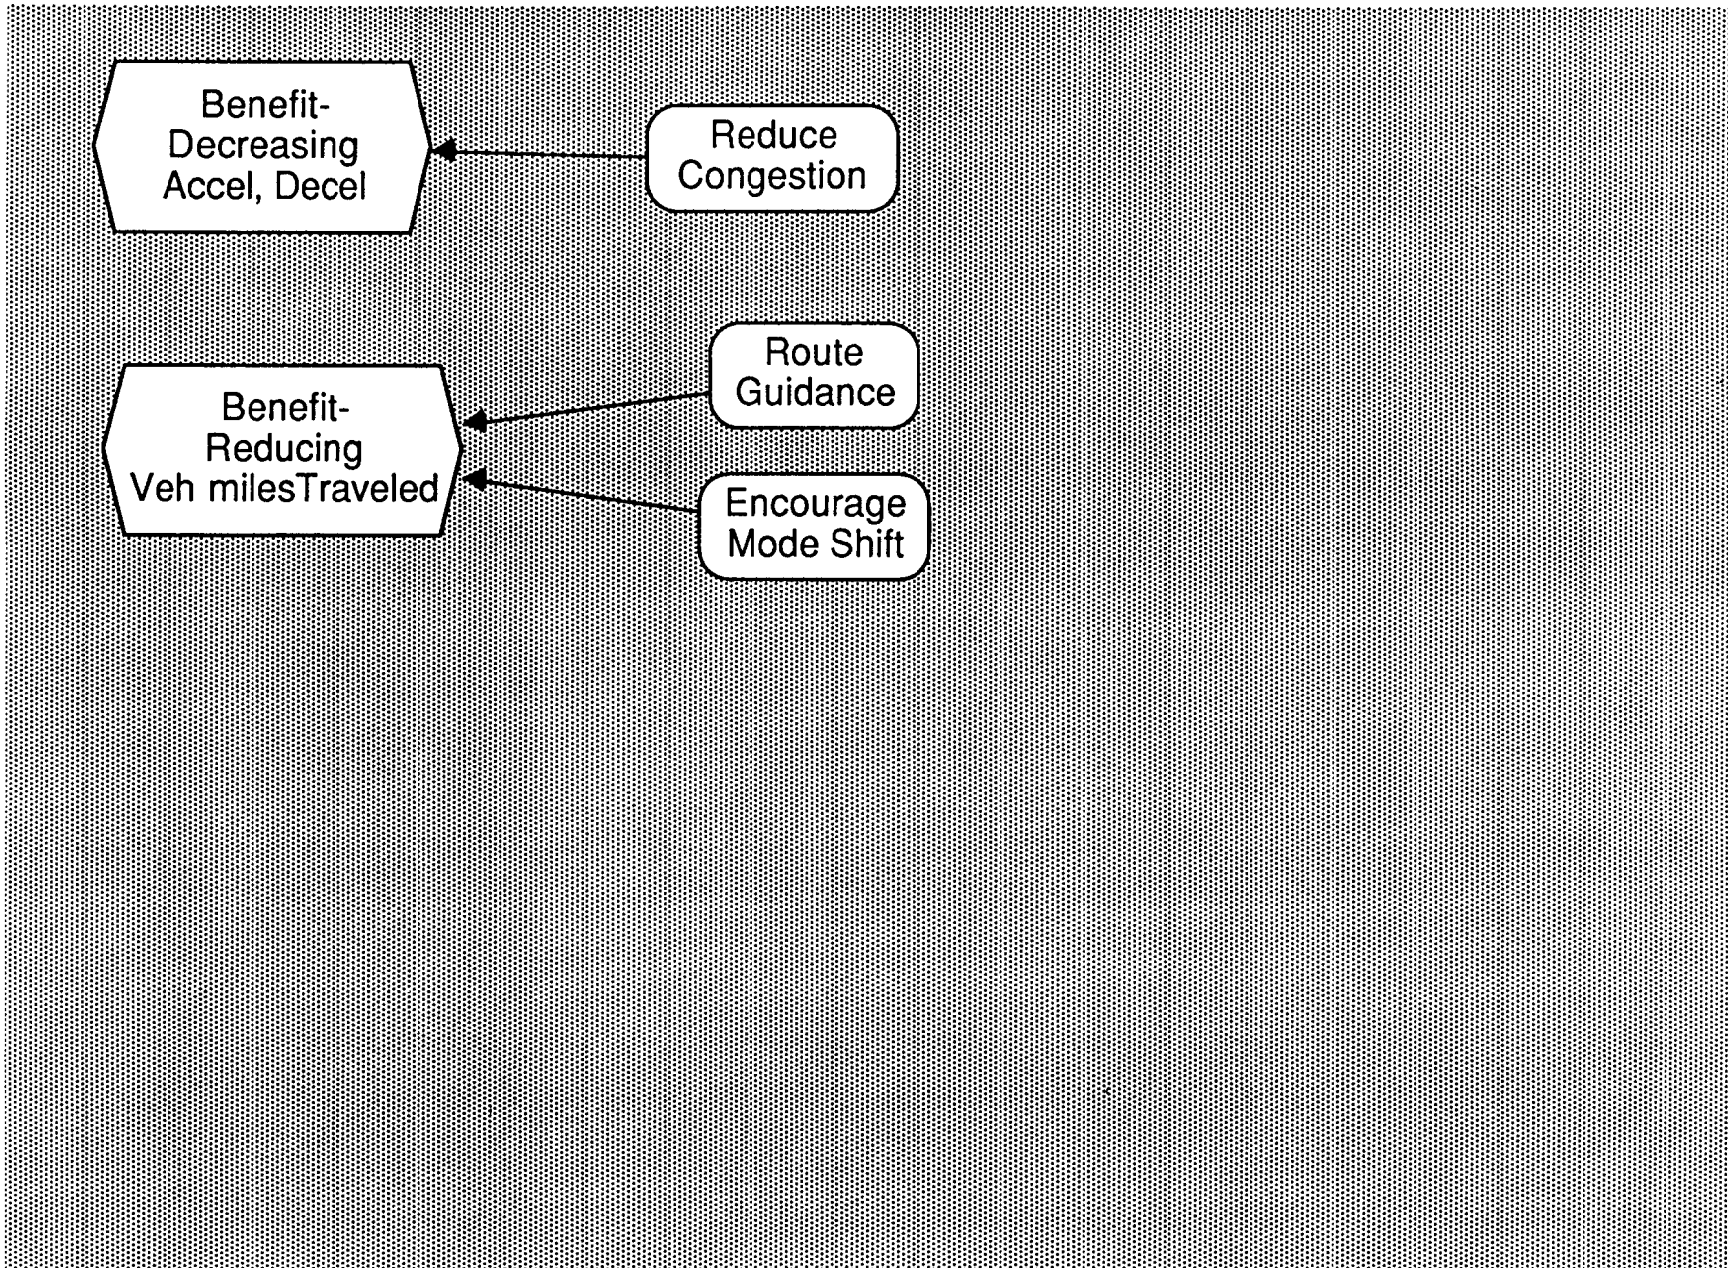 Benefit-
Decreasing
Accel, Decel
Reduce
Congestion
Benefit-
Reducing
Veh milesTraveled
Route
Guidance
Encourage
Mode Shift